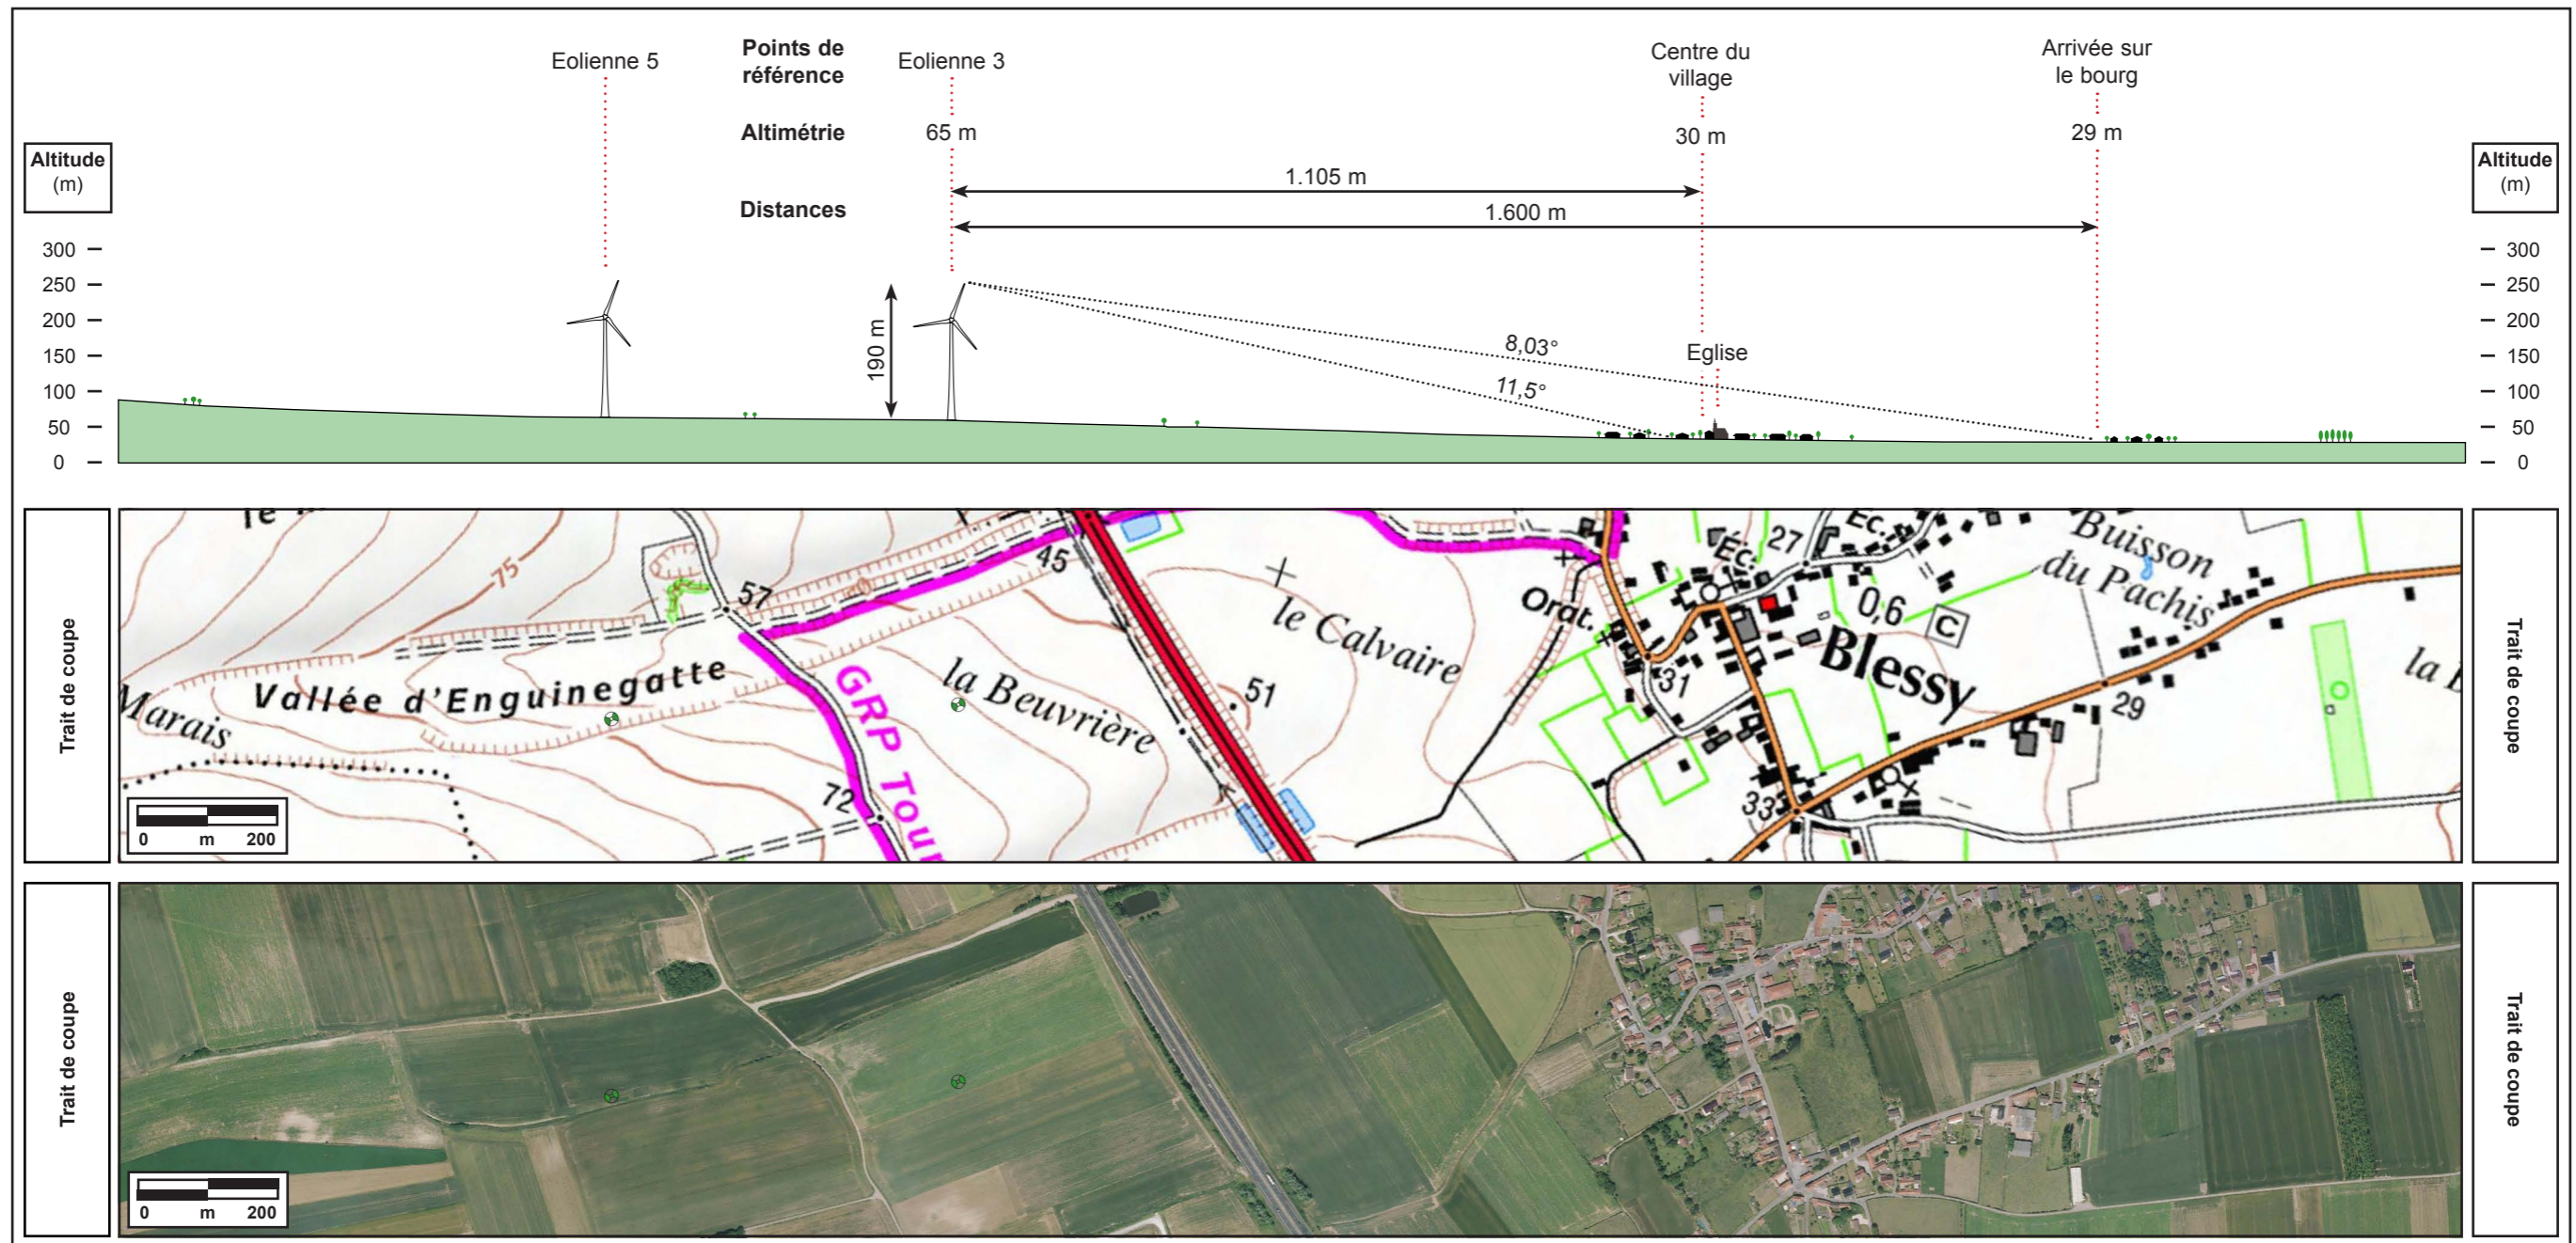 Eolienne 5
Points de
référence
Eolienne 3
Centre du
village
Arrivée sur
le bourg
Altimétrie
65 m
30 m
29 m
Altitude
(m)
Altitude
(m)
1.105 m
Distances
1.600 m
300
250
200
150
100
50
0
190 m
8,03°
11,5°
Eglise
300
250
200
150
100
50
0
Trait de coupe
75
57
45
Vallée d'Enguinegatte
Marais
GRP Tour
la Beuvrière
72
51
le Calvaire
Orat.
Éc.
27
Éc.
Buisson
du Pachis
0,6
C
Blessy
31
33
29
0 m 200
Trait de coupe
Trait de coupe
0 m 200
Trait de coupe